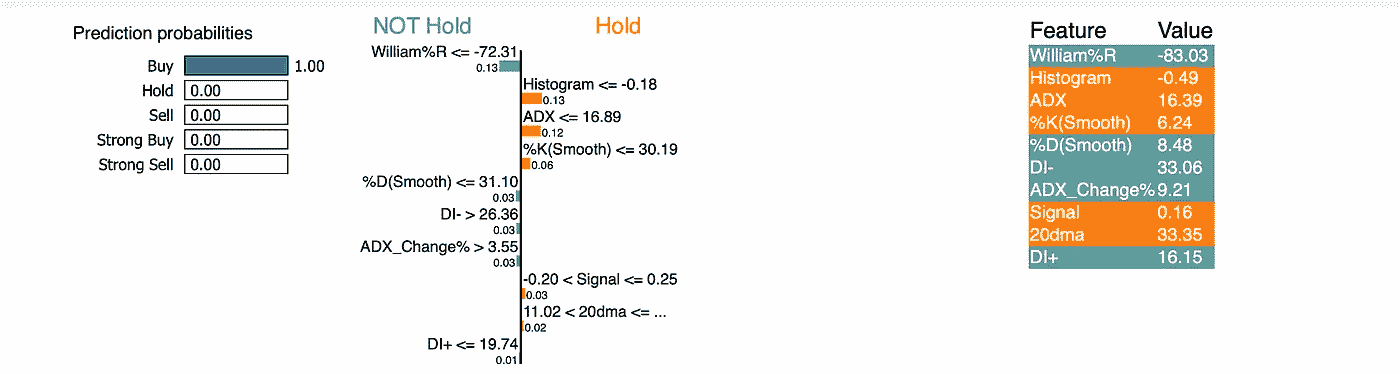 Prediction probabilities
Buy 1.00
Hold 0.00
Sell 0.00
Strong Buy 0.00
Strong Sell 0.00
NOT Hold Hold
William%R <= -72.31
0.13
Histogram <= -0.18
0.13
ADX <= 16.89
0.12
%K(Smooth) <= 30.19
0.06
%D(Smooth) <= 31.10
0.03
DI- > 26.36
0.03
ADX_Change% > 3.55
0.03
-0.20 < Signal <= 0.25
0.03
11.02 < 20dma <= ...
0.02
DI+ <= 19.74
0.01
Feature Value
William%R -83.03
Histogram -0.49
ADX 16.39
%K(Smooth) 6.24
%D(Smooth) 8.48
DI- 33.06
ADX_Change% 9.21
Signal 0.16
20dma 33.35
DI+ 16.15